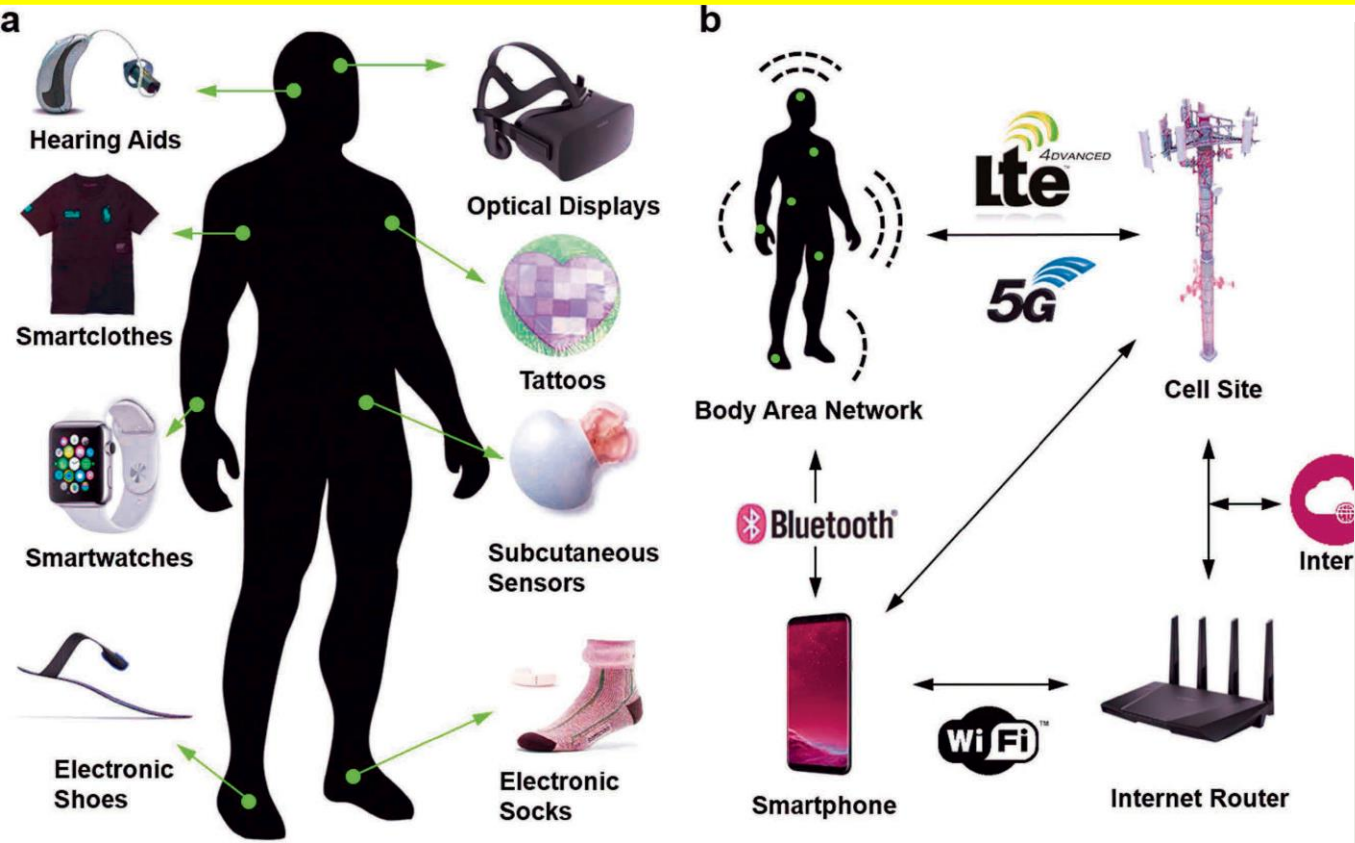 a
Hearing Aids
Optical Displays
Smartclothes
Tattoos
Smartwatches
Subcutaneous
Sensors
Electronic
Shoes
Electronic
Socks
b
Lte
4DVANCED
5G
Body Area Network
Cell Site
Bluetooth®
Inter
Smartphone
WiFi™
Internet Router